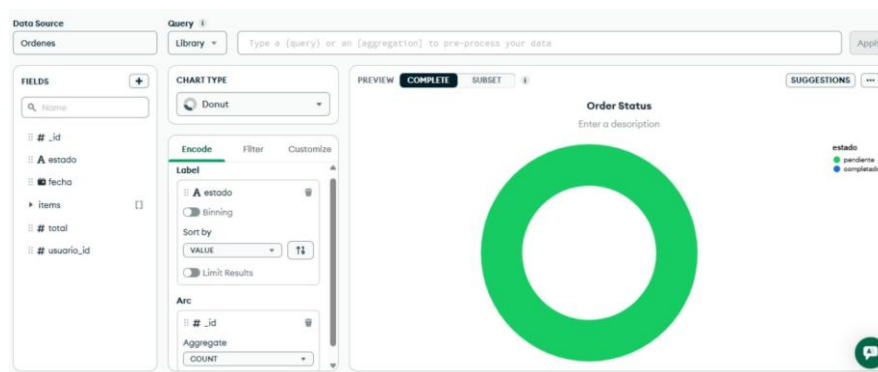 Data Source
Query i
Ordenes
Library
Type a {query} or an [aggregation] to pre-process your data
Apply
FIELDS
+
Name
# _id
A estado
fecha
items []
# total
# usuario_id
CHART TYPE
Donut
Encode Filter Customize
Label
A estado
Binning
Sort by
VALUE
Limit Results
Arc
# _id
Aggregate
COUNT
PREVIEW COMPLETE SUBSET i
SUGGESTIONS ...
Order Status
Enter a description
estado
pendiente
completado